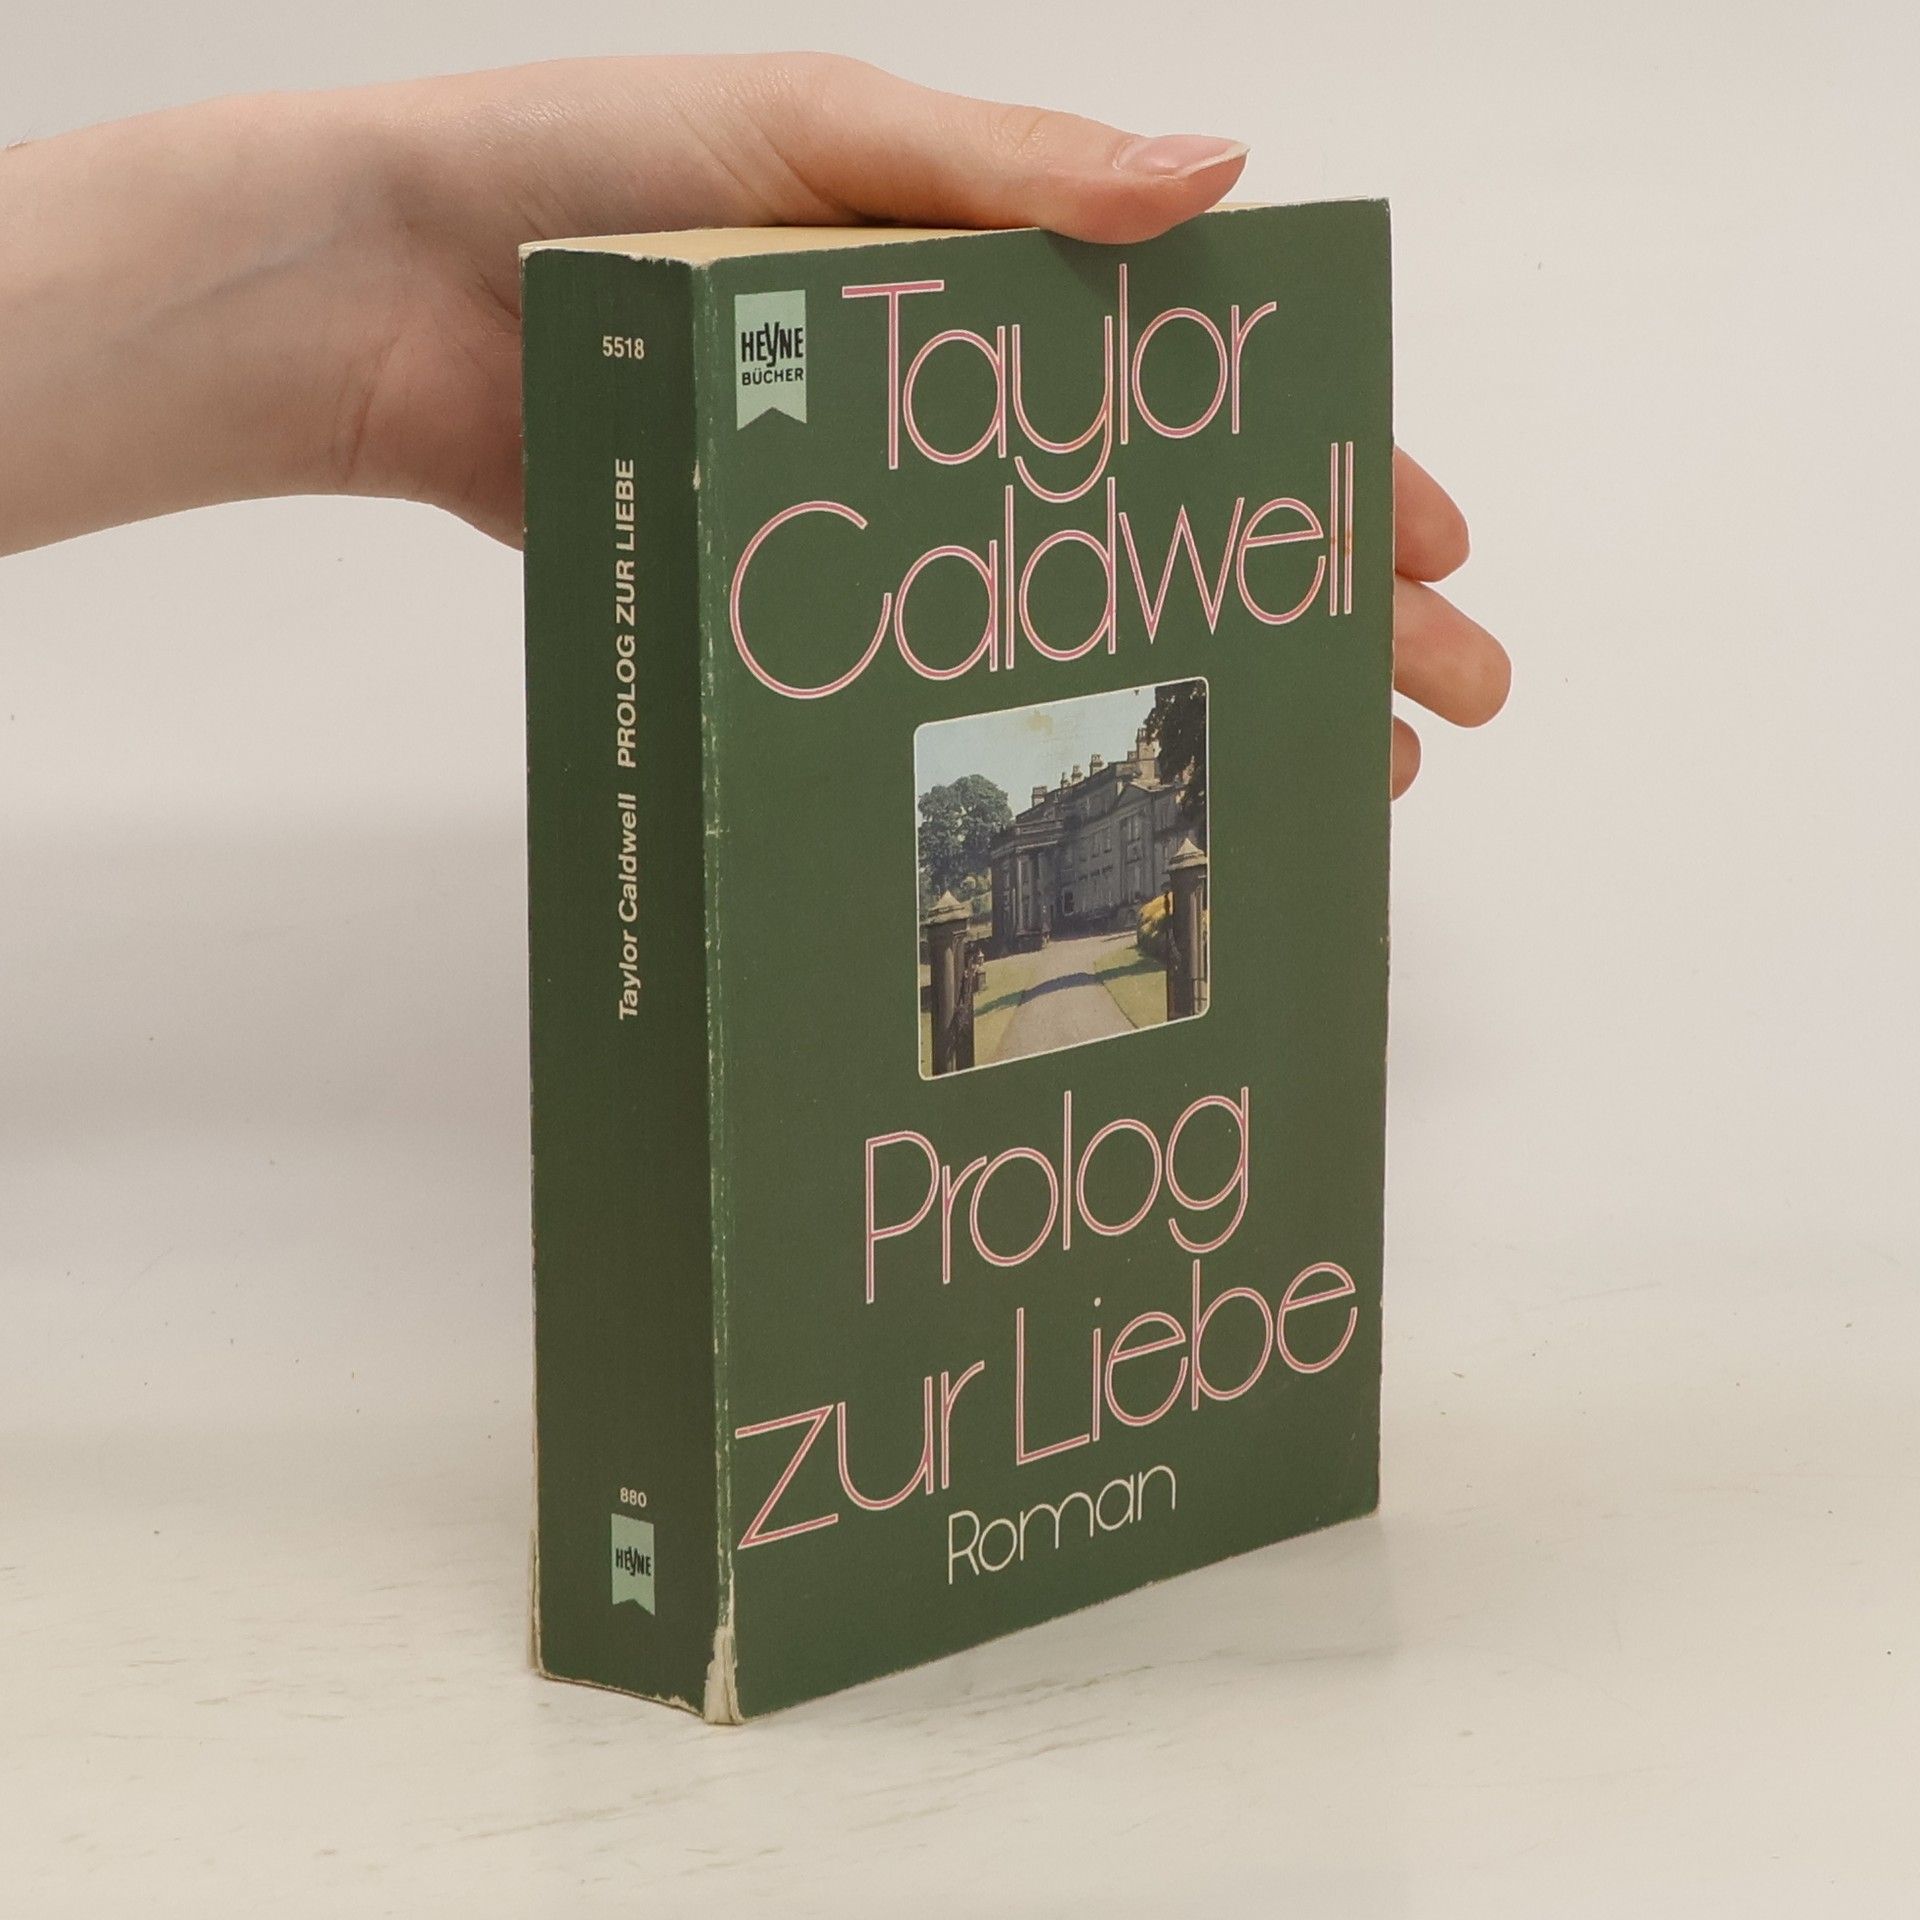 5518
Taylor Caldwell PROLOG ZUR LIEBE
880
HEYNE
HEYNE
BÜCHER
Taylor
Caldwell
Prolog
zur Liebe
Roman